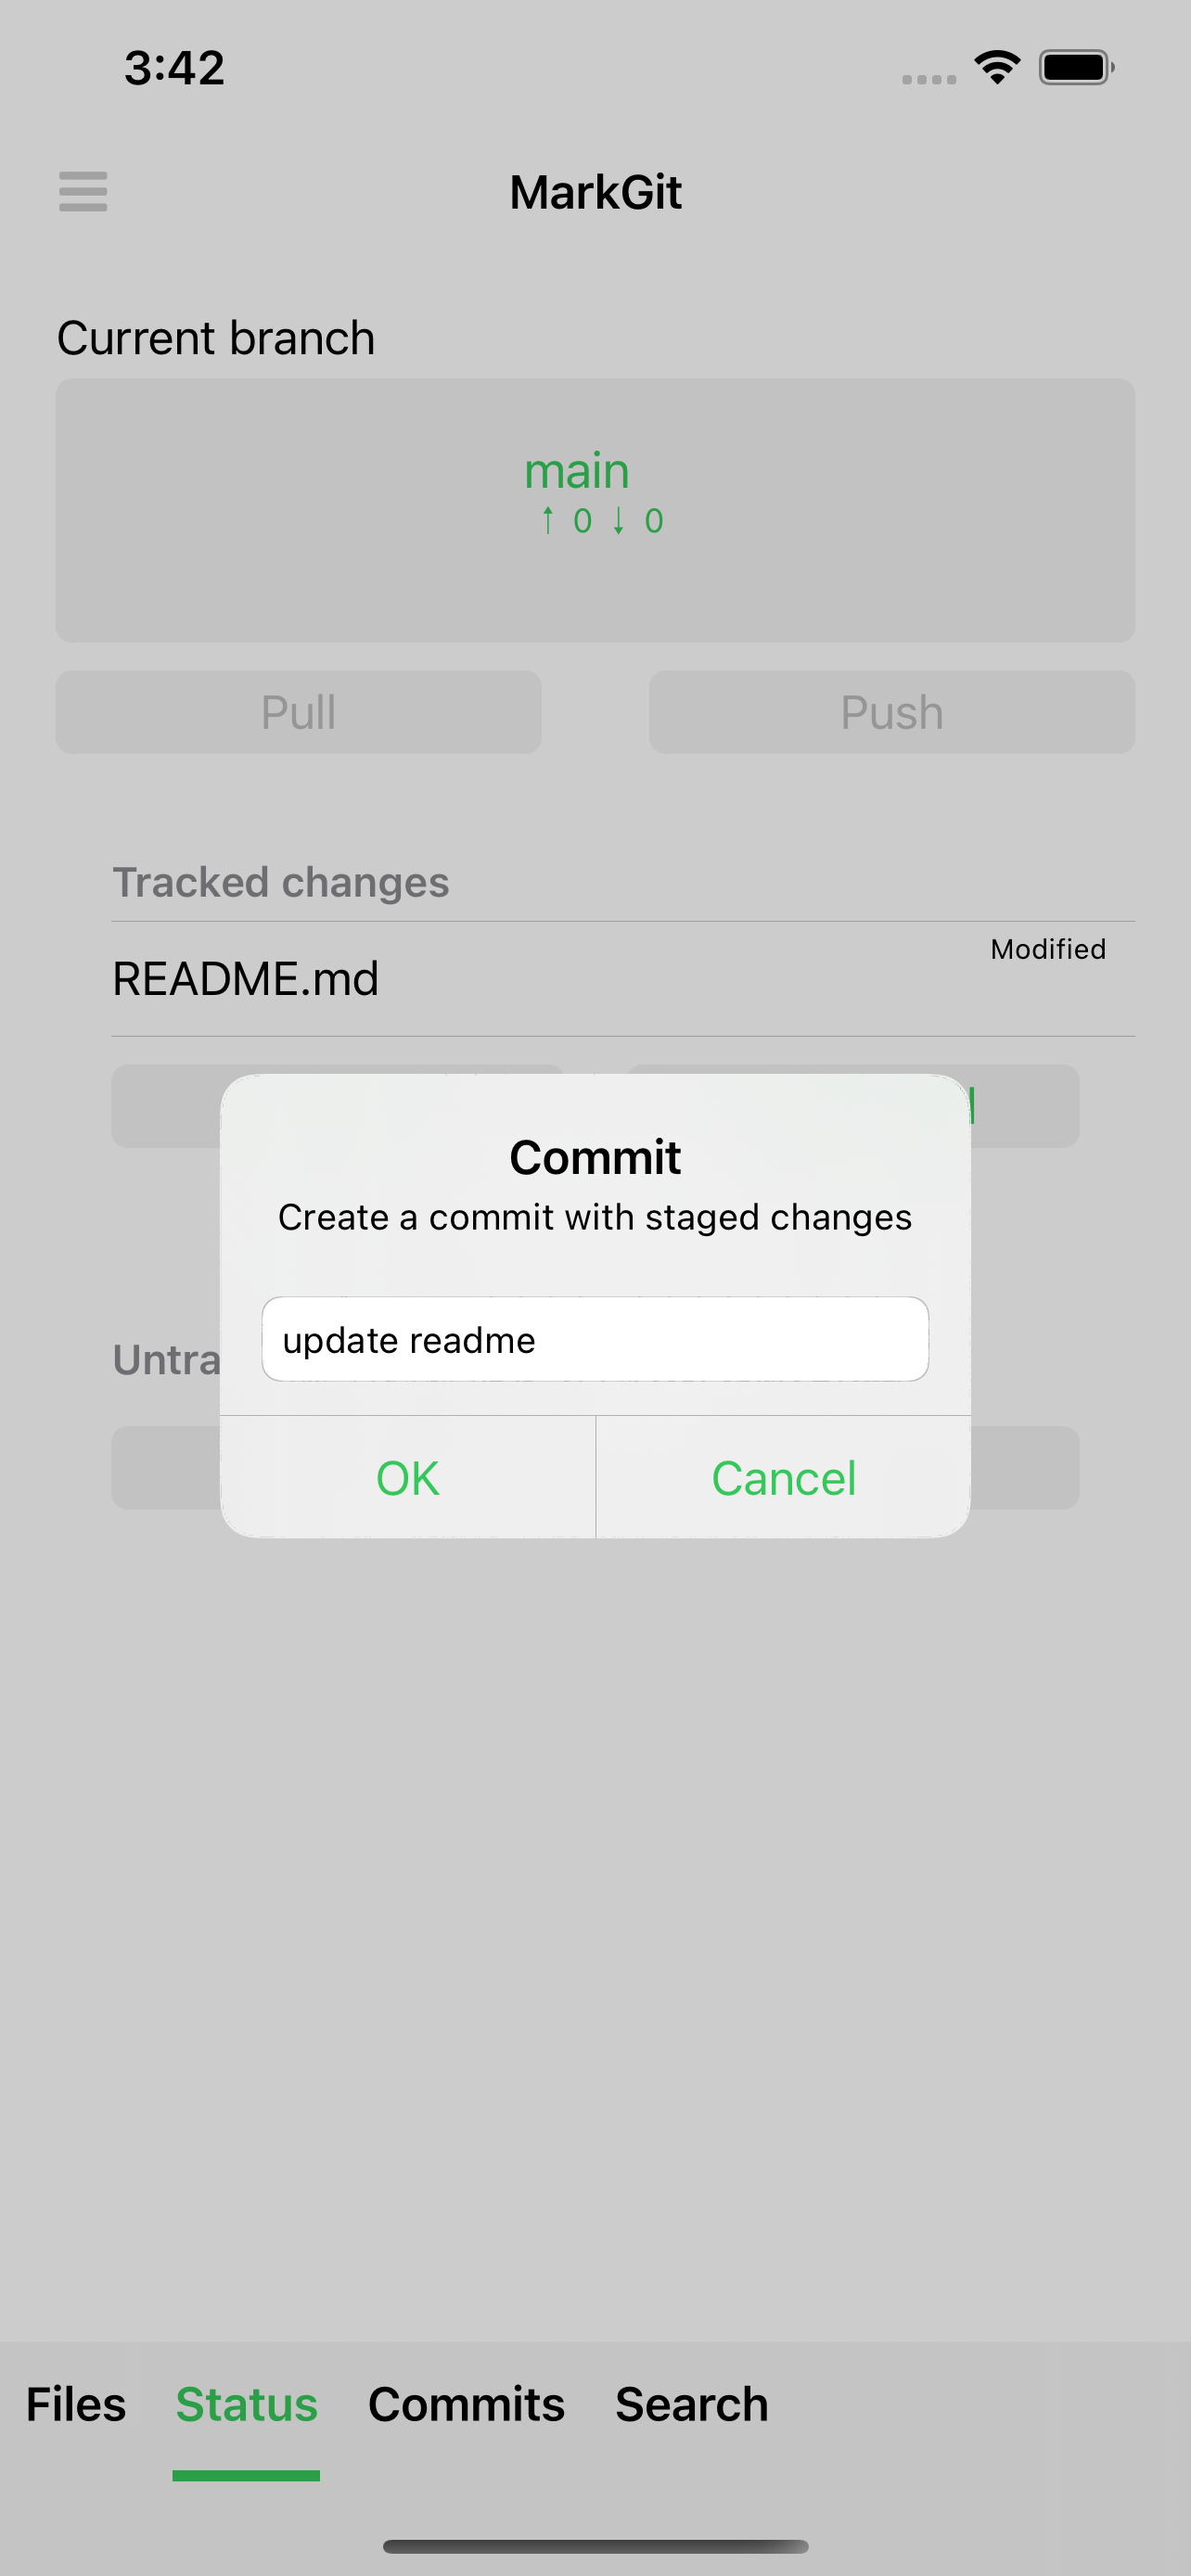 3:42
MarkGit
Current branch
main
↑ 0 ↓ 0
Pull
Push
Tracked changes
Modified
README.md
Commit
Create a commit with staged changes
update readme
OK
Cancel
Files
Status
Commits
Search